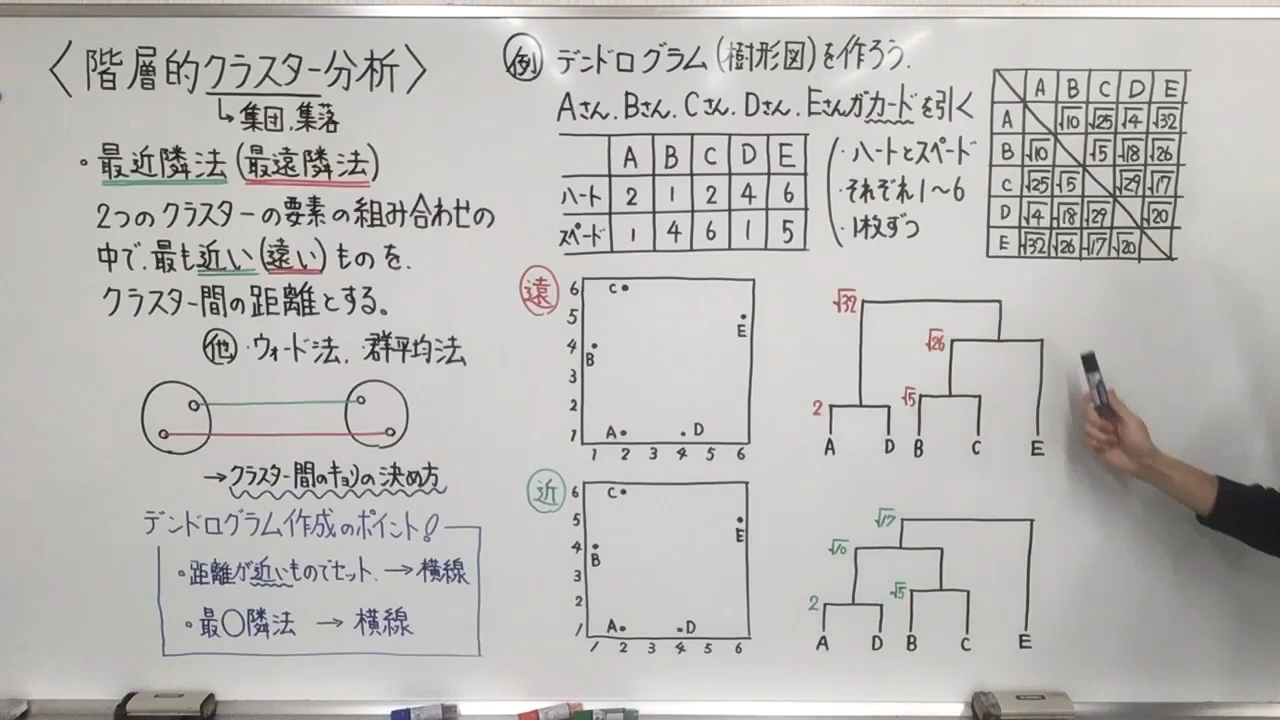 〈階層的クラスター分析〉
↳集団、集落
・最近隣法(最遠隣法)
2つのクラスターの要素の組み合わせの
中で、最も近い(遠い)ものを、
クラスター間の距離とする。
他 ・ウォード法、群平均法
→クラスター間のキョリの決め方
デンドログラム作成のポイント!
・距離が近いものでセット. →横線
・最〇隣法 → 横線
例 デンドログラム(樹形図)を作ろう.
Aさん、Bさん、Cさん、Dさん、Eさんがカードを引く
A B C D E
ハート 2 1 2 4 6
スペード 1 4 6 1 5
・ハートとスペード
・それぞれ1〜6
・1枚ずつ
A B C D E
A √10 √25 √4 √32
B √10 √5 √18 √26
C √25 √5 √29 √17
D √4 √18 √29 √20
E √32 √26 √17 √20
遠
6 C
5 E
4 B
3
2
1 A D
1 2 3 4 5 6
√32
√26
2 √5
A D B C E
近
6 C
5 E
4 B
3
2
1 A D
1 2 3 4 5 6
√17
√10
2 √5
A D B C E